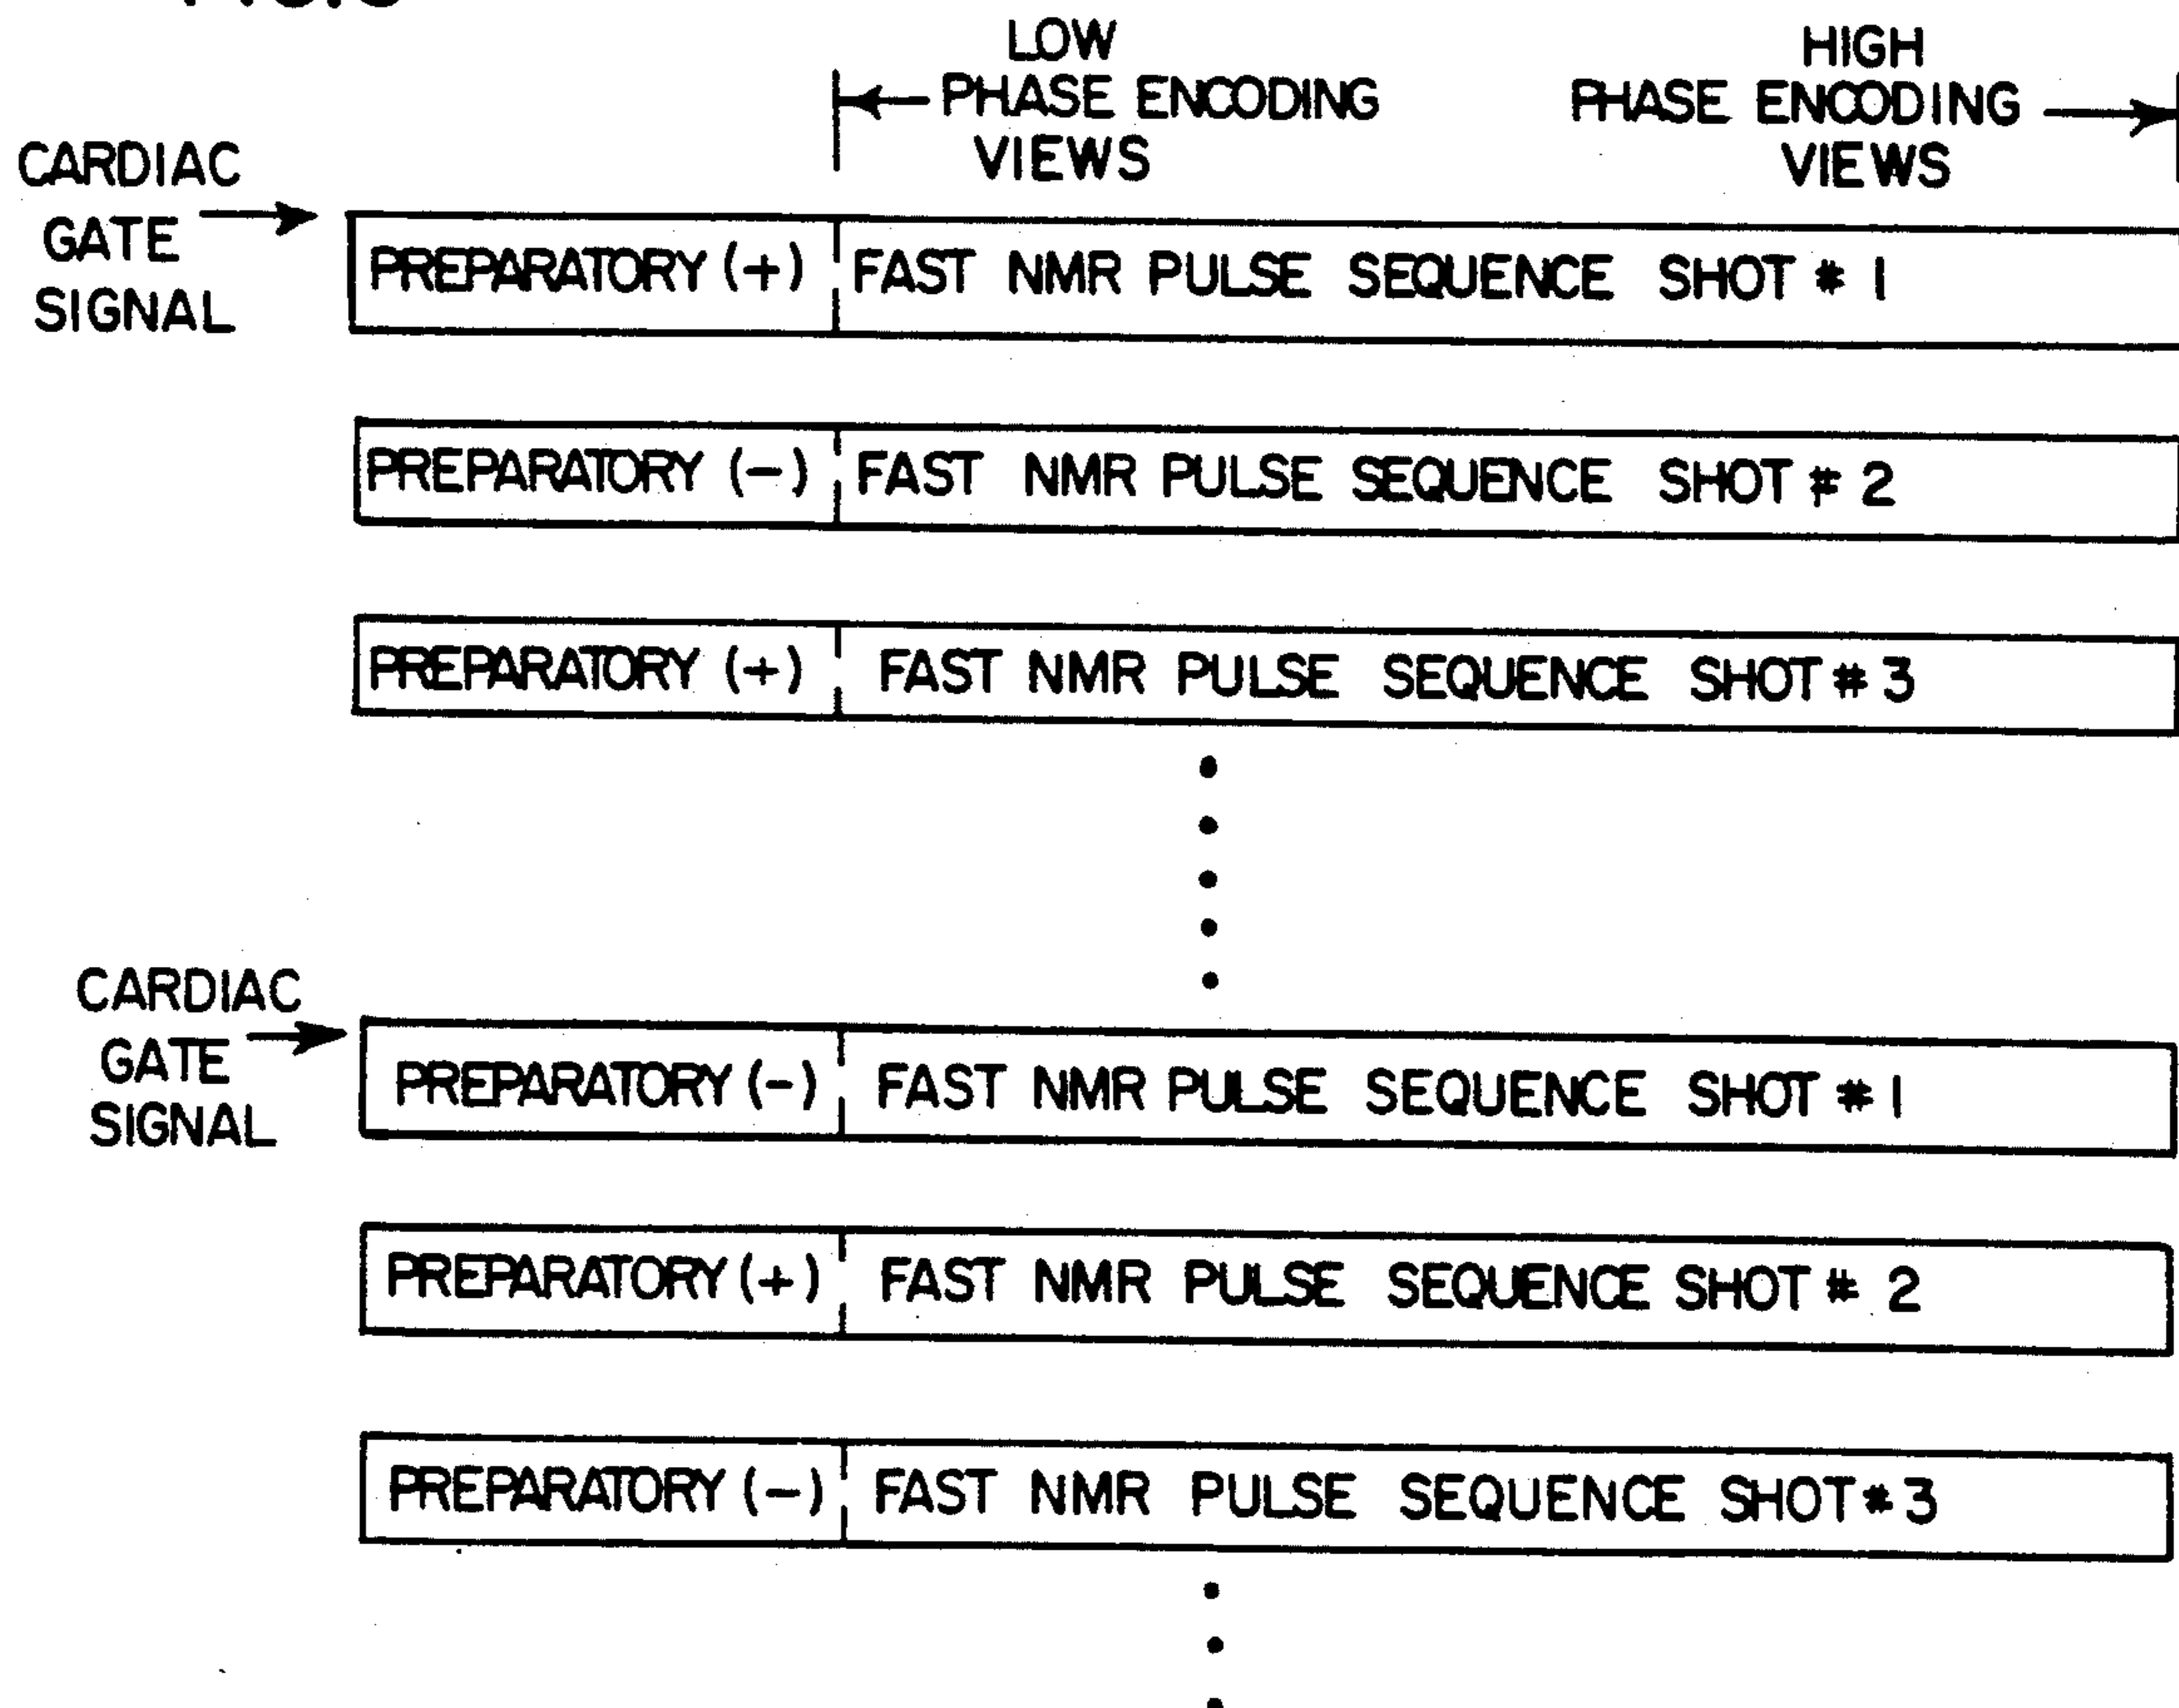 LOW
PHASE ENCODING
VIEWS
HIGH
PHASE ENCODING
VIEWS
CARDIAC
GATE
SIGNAL
PREPARATORY (+) FAST NMR PULSE SEQUENCE SHOT # 1
PREPARATORY (-) FAST NMR PULSE SEQUENCE SHOT # 2
PREPARATORY (+) FAST NMR PULSE SEQUENCE SHOT # 3
CARDIAC
GATE
SIGNAL
PREPARATORY (-) FAST NMR PULSE SEQUENCE SHOT # 1
PREPARATORY (+) FAST NMR PULSE SEQUENCE SHOT # 2
PREPARATORY (-) FAST NMR PULSE SEQUENCE SHOT # 3